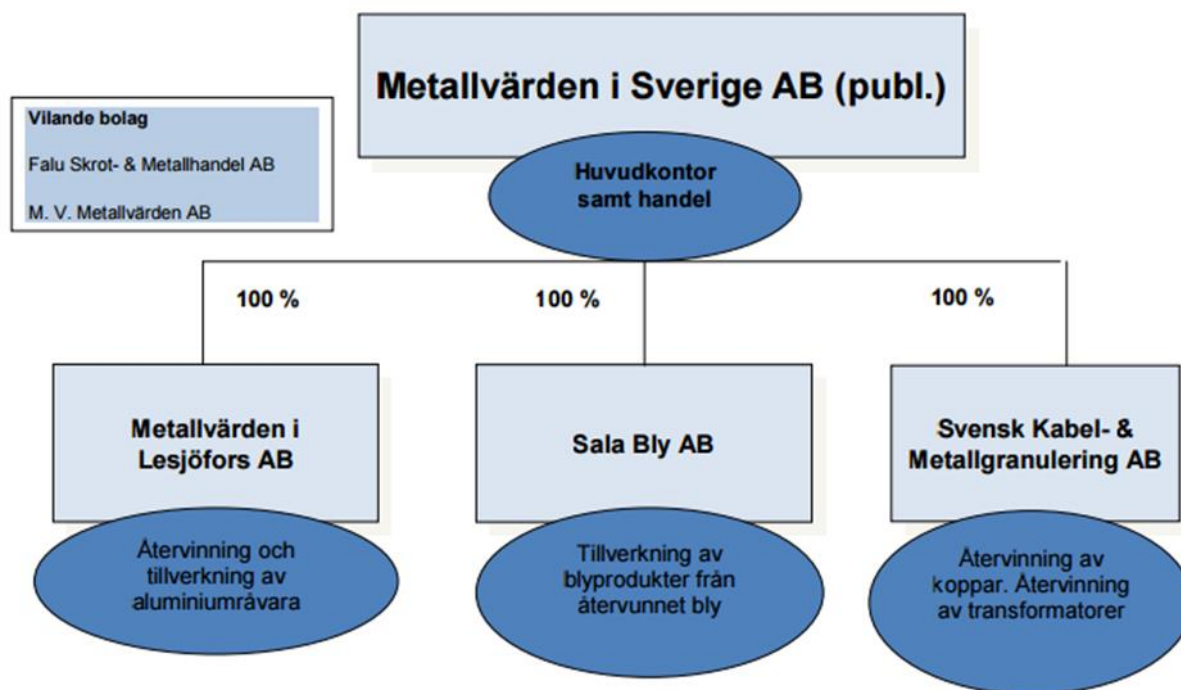 Metallvärden i Sverige AB (publ.)
Huvudkontor
samt handel
Vilande bolag
Falu Skrot- & Metallhandel AB
M. V. Metallvärden AB
100 %
100 %
100 %
Metallvärden i
Lesjöfors AB
Återvinning och
tillverkning av
aluminiumråvara
Sala Bly AB
Tillverkning av
blyprodukter från
återvunnet bly
Svensk Kabel- &
Metallgranulering AB
Återvinning av
koppar. Återvinning
av transformatorer